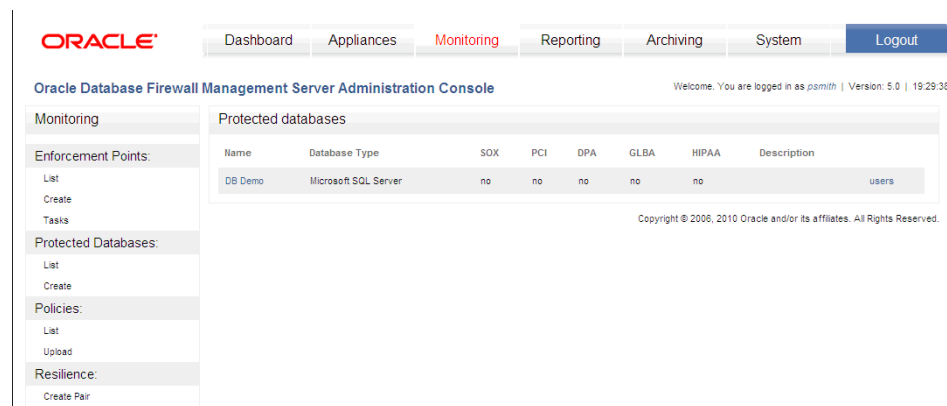 ORACLE
Dashboard Appliances Monitoring Reporting Archiving System Logout
Oracle Database Firewall Management Server Administration Console
Welcome. You are logged in as psmith | Version: 5.0 | 19:29:38
Monitoring
Enforcement Points:
List
Create
Tasks
Protected Databases:
List
Create
Policies:
List
Upload
Resilience:
Create Pair
Protected databases
Name Database Type SOX PCI DPA GLBA HIPAA Description
DB Demo Microsoft SQL Server no no no no no users
Copyright © 2006, 2010 Oracle and/or its affiliates. All Rights Reserved.